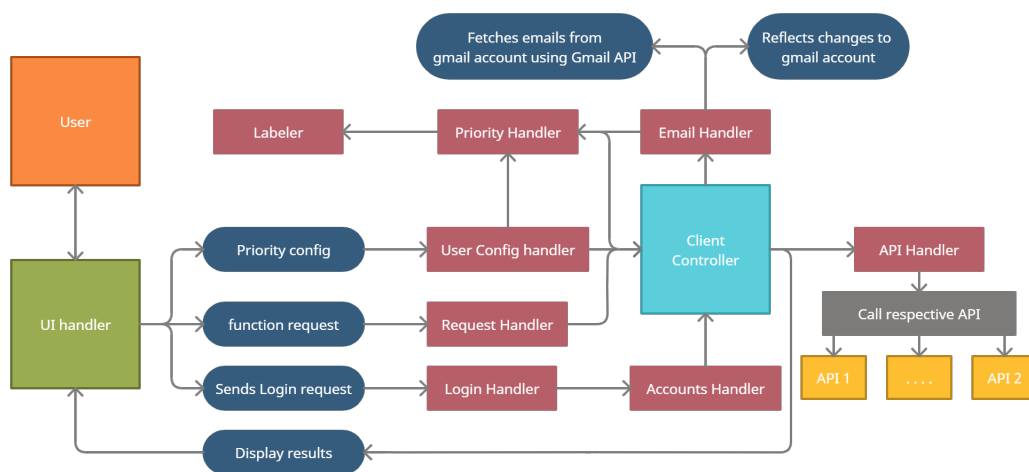 Fetches emails from
gmail account using Gmail API
Reflects changes to
gmail account
User
Labeler
Priority Handler
Email Handler
Priority config
User Config handler
Client
Controller
API Handler
UI handler
function request
Request Handler
Call respective API
Sends Login request
Login Handler
Accounts Handler
API 1
. . . .
API 2
Display results